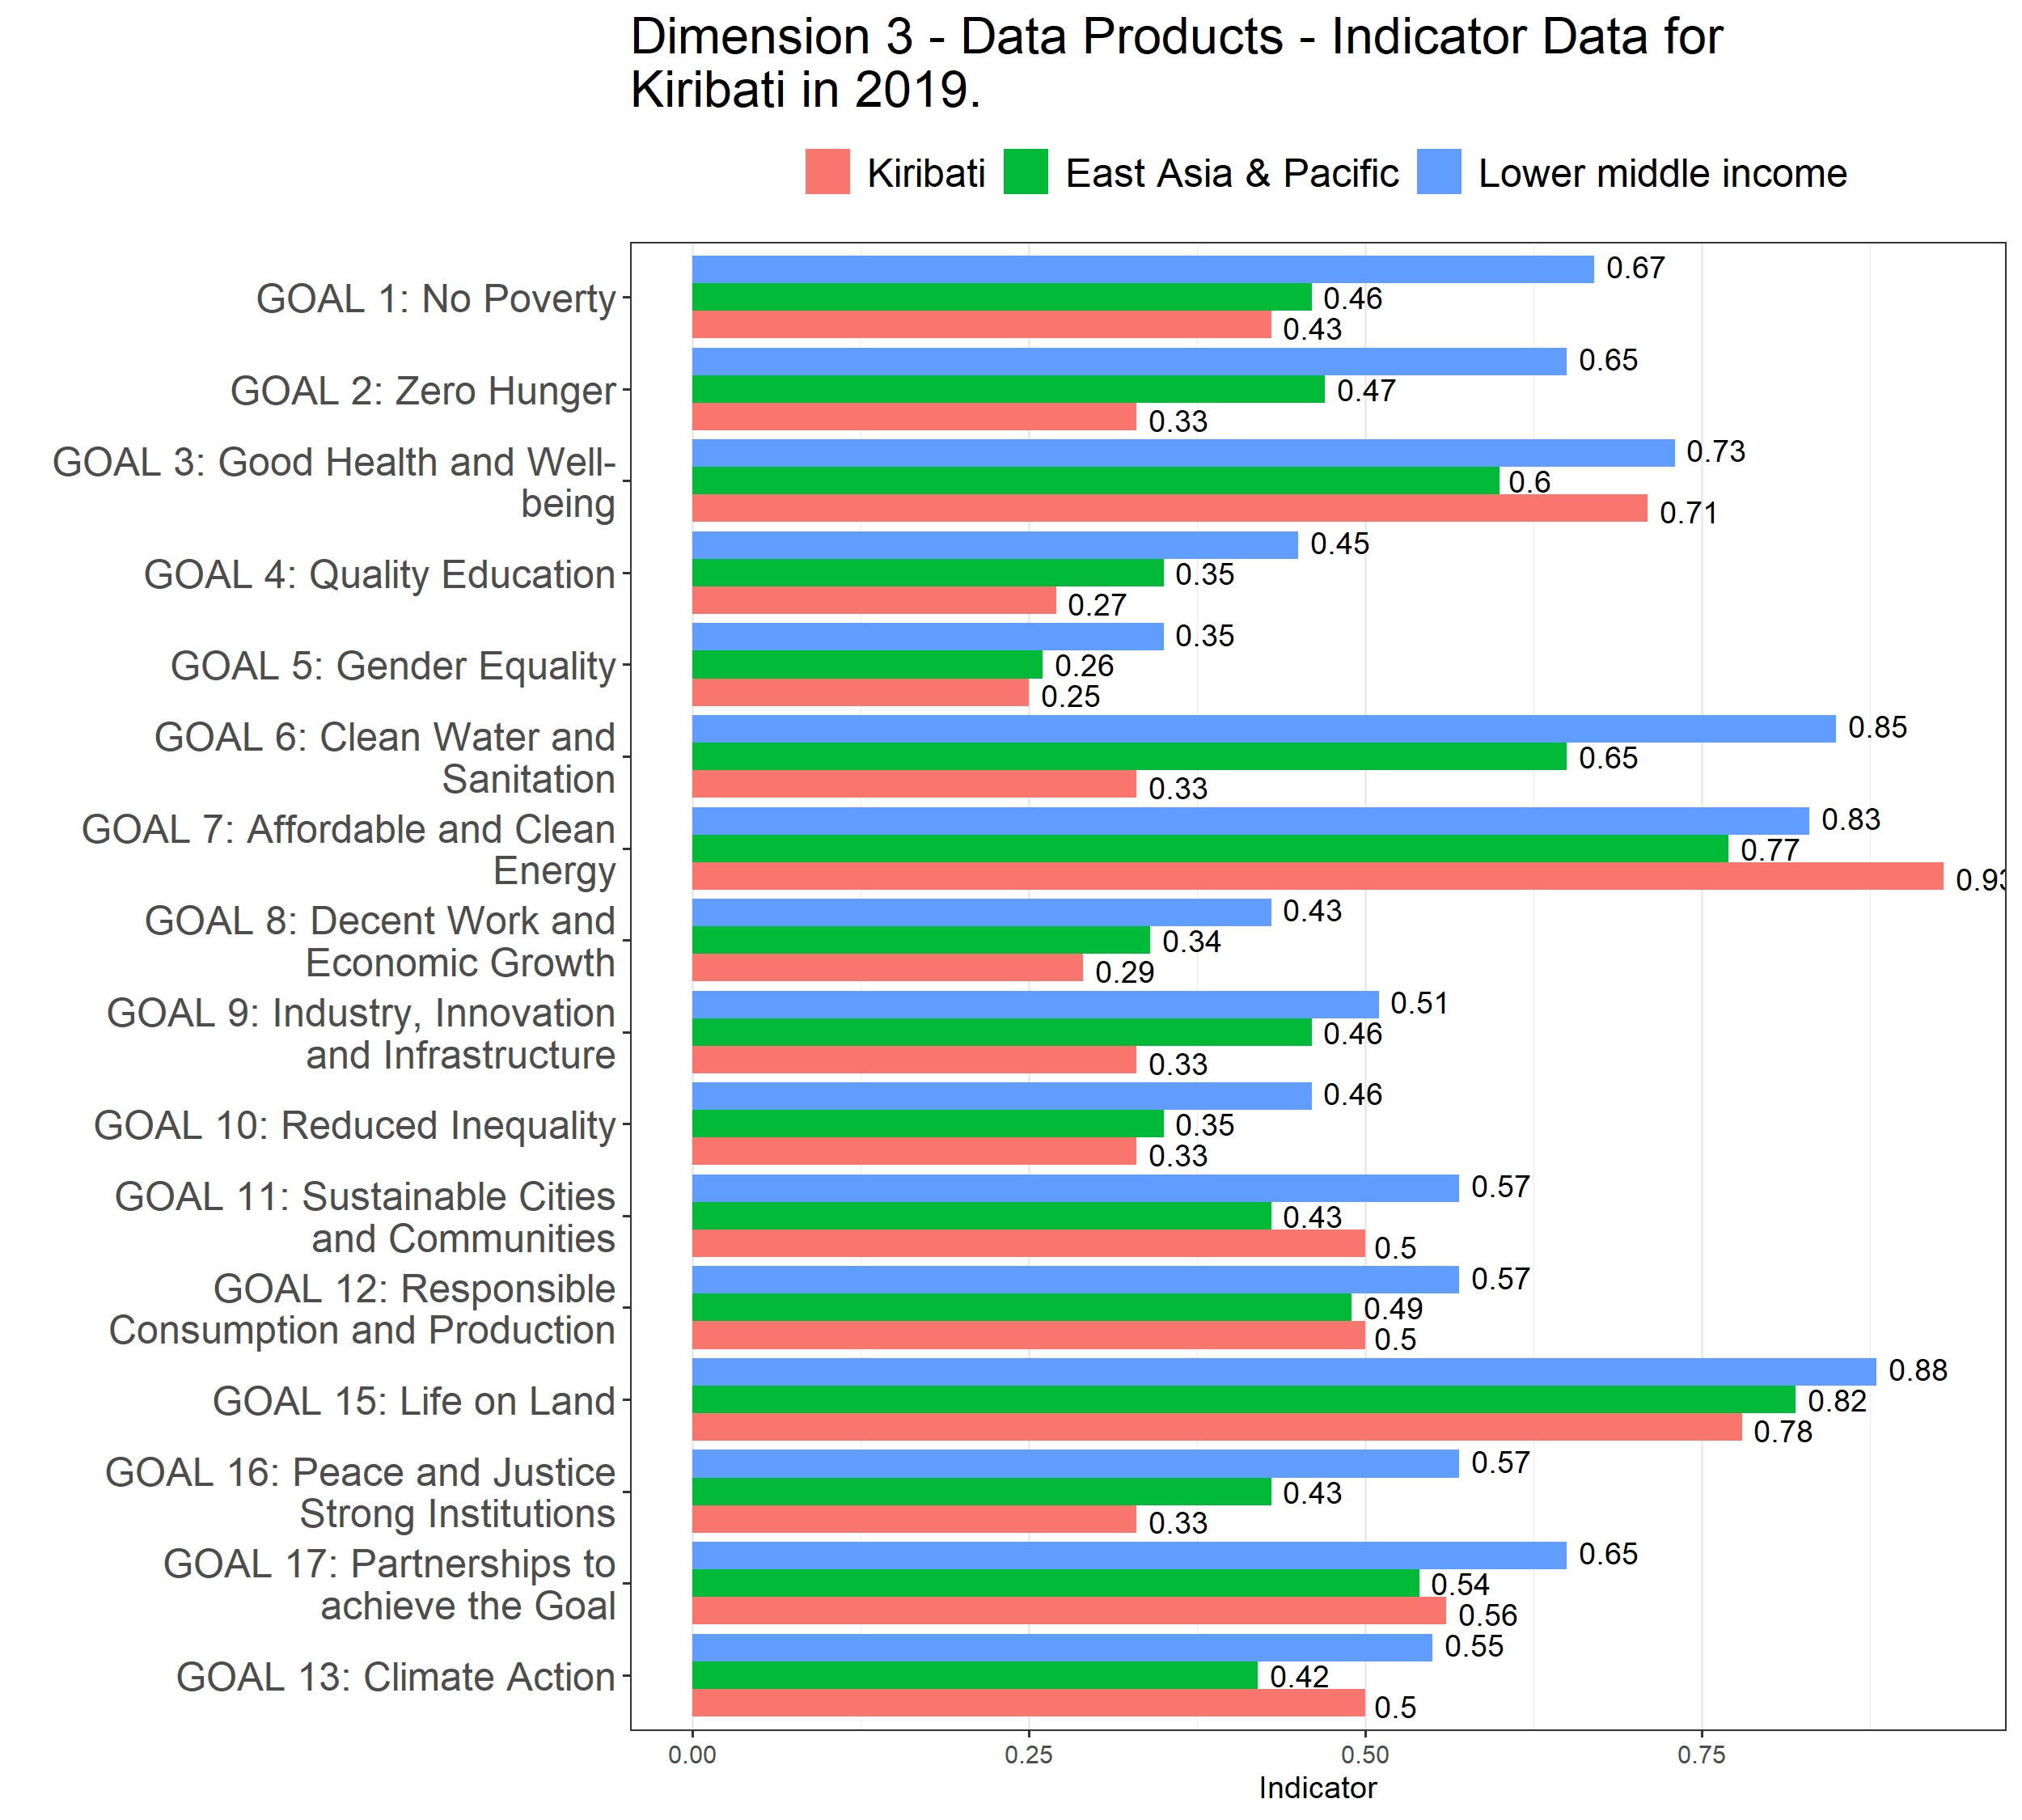 Dimension 3 - Data Products - Indicator Data for
Kiribati in 2019.
Kiribati East Asia & Pacific Lower middle income
GOAL 1: No Poverty
0.67
0.46
0.43
GOAL 2: Zero Hunger
0.65
0.47
0.33
GOAL 3: Good Health and Well-
being
0.73
0.6
0.71
GOAL 4: Quality Education
0.45
0.35
0.27
GOAL 5: Gender Equality
0.35
0.26
0.25
GOAL 6: Clean Water and
Sanitation
0.85
0.65
0.33
GOAL 7: Affordable and Clean
Energy
0.83
0.77
0.93
GOAL 8: Decent Work and
Economic Growth
0.43
0.34
0.29
GOAL 9: Industry, Innovation
and Infrastructure
0.51
0.46
0.33
GOAL 10: Reduced Inequality
0.46
0.35
0.33
GOAL 11: Sustainable Cities
and Communities
0.57
0.43
0.5
GOAL 12: Responsible
Consumption and Production
0.57
0.49
0.5
GOAL 15: Life on Land
0.88
0.82
0.78
GOAL 16: Peace and Justice
Strong Institutions
0.57
0.43
0.33
GOAL 17: Partnerships to
achieve the Goal
0.65
0.54
0.56
GOAL 13: Climate Action
0.55
0.42
0.5
0.00 0.25 0.50 0.75
Indicator